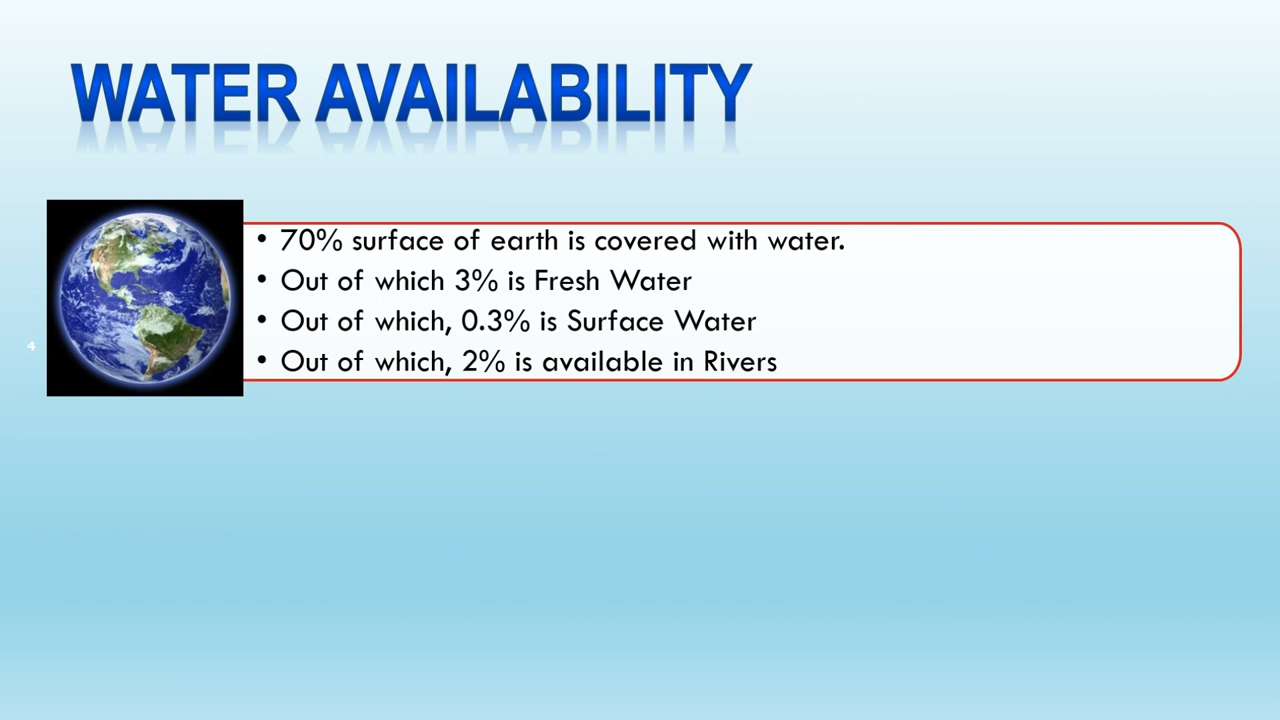 WATER AVAILABILITY
• 70% surface of earth is covered with water.
• Out of which 3% is Fresh Water
• Out of which, 0.3% is Surface Water
• Out of which, 2% is available in Rivers
4